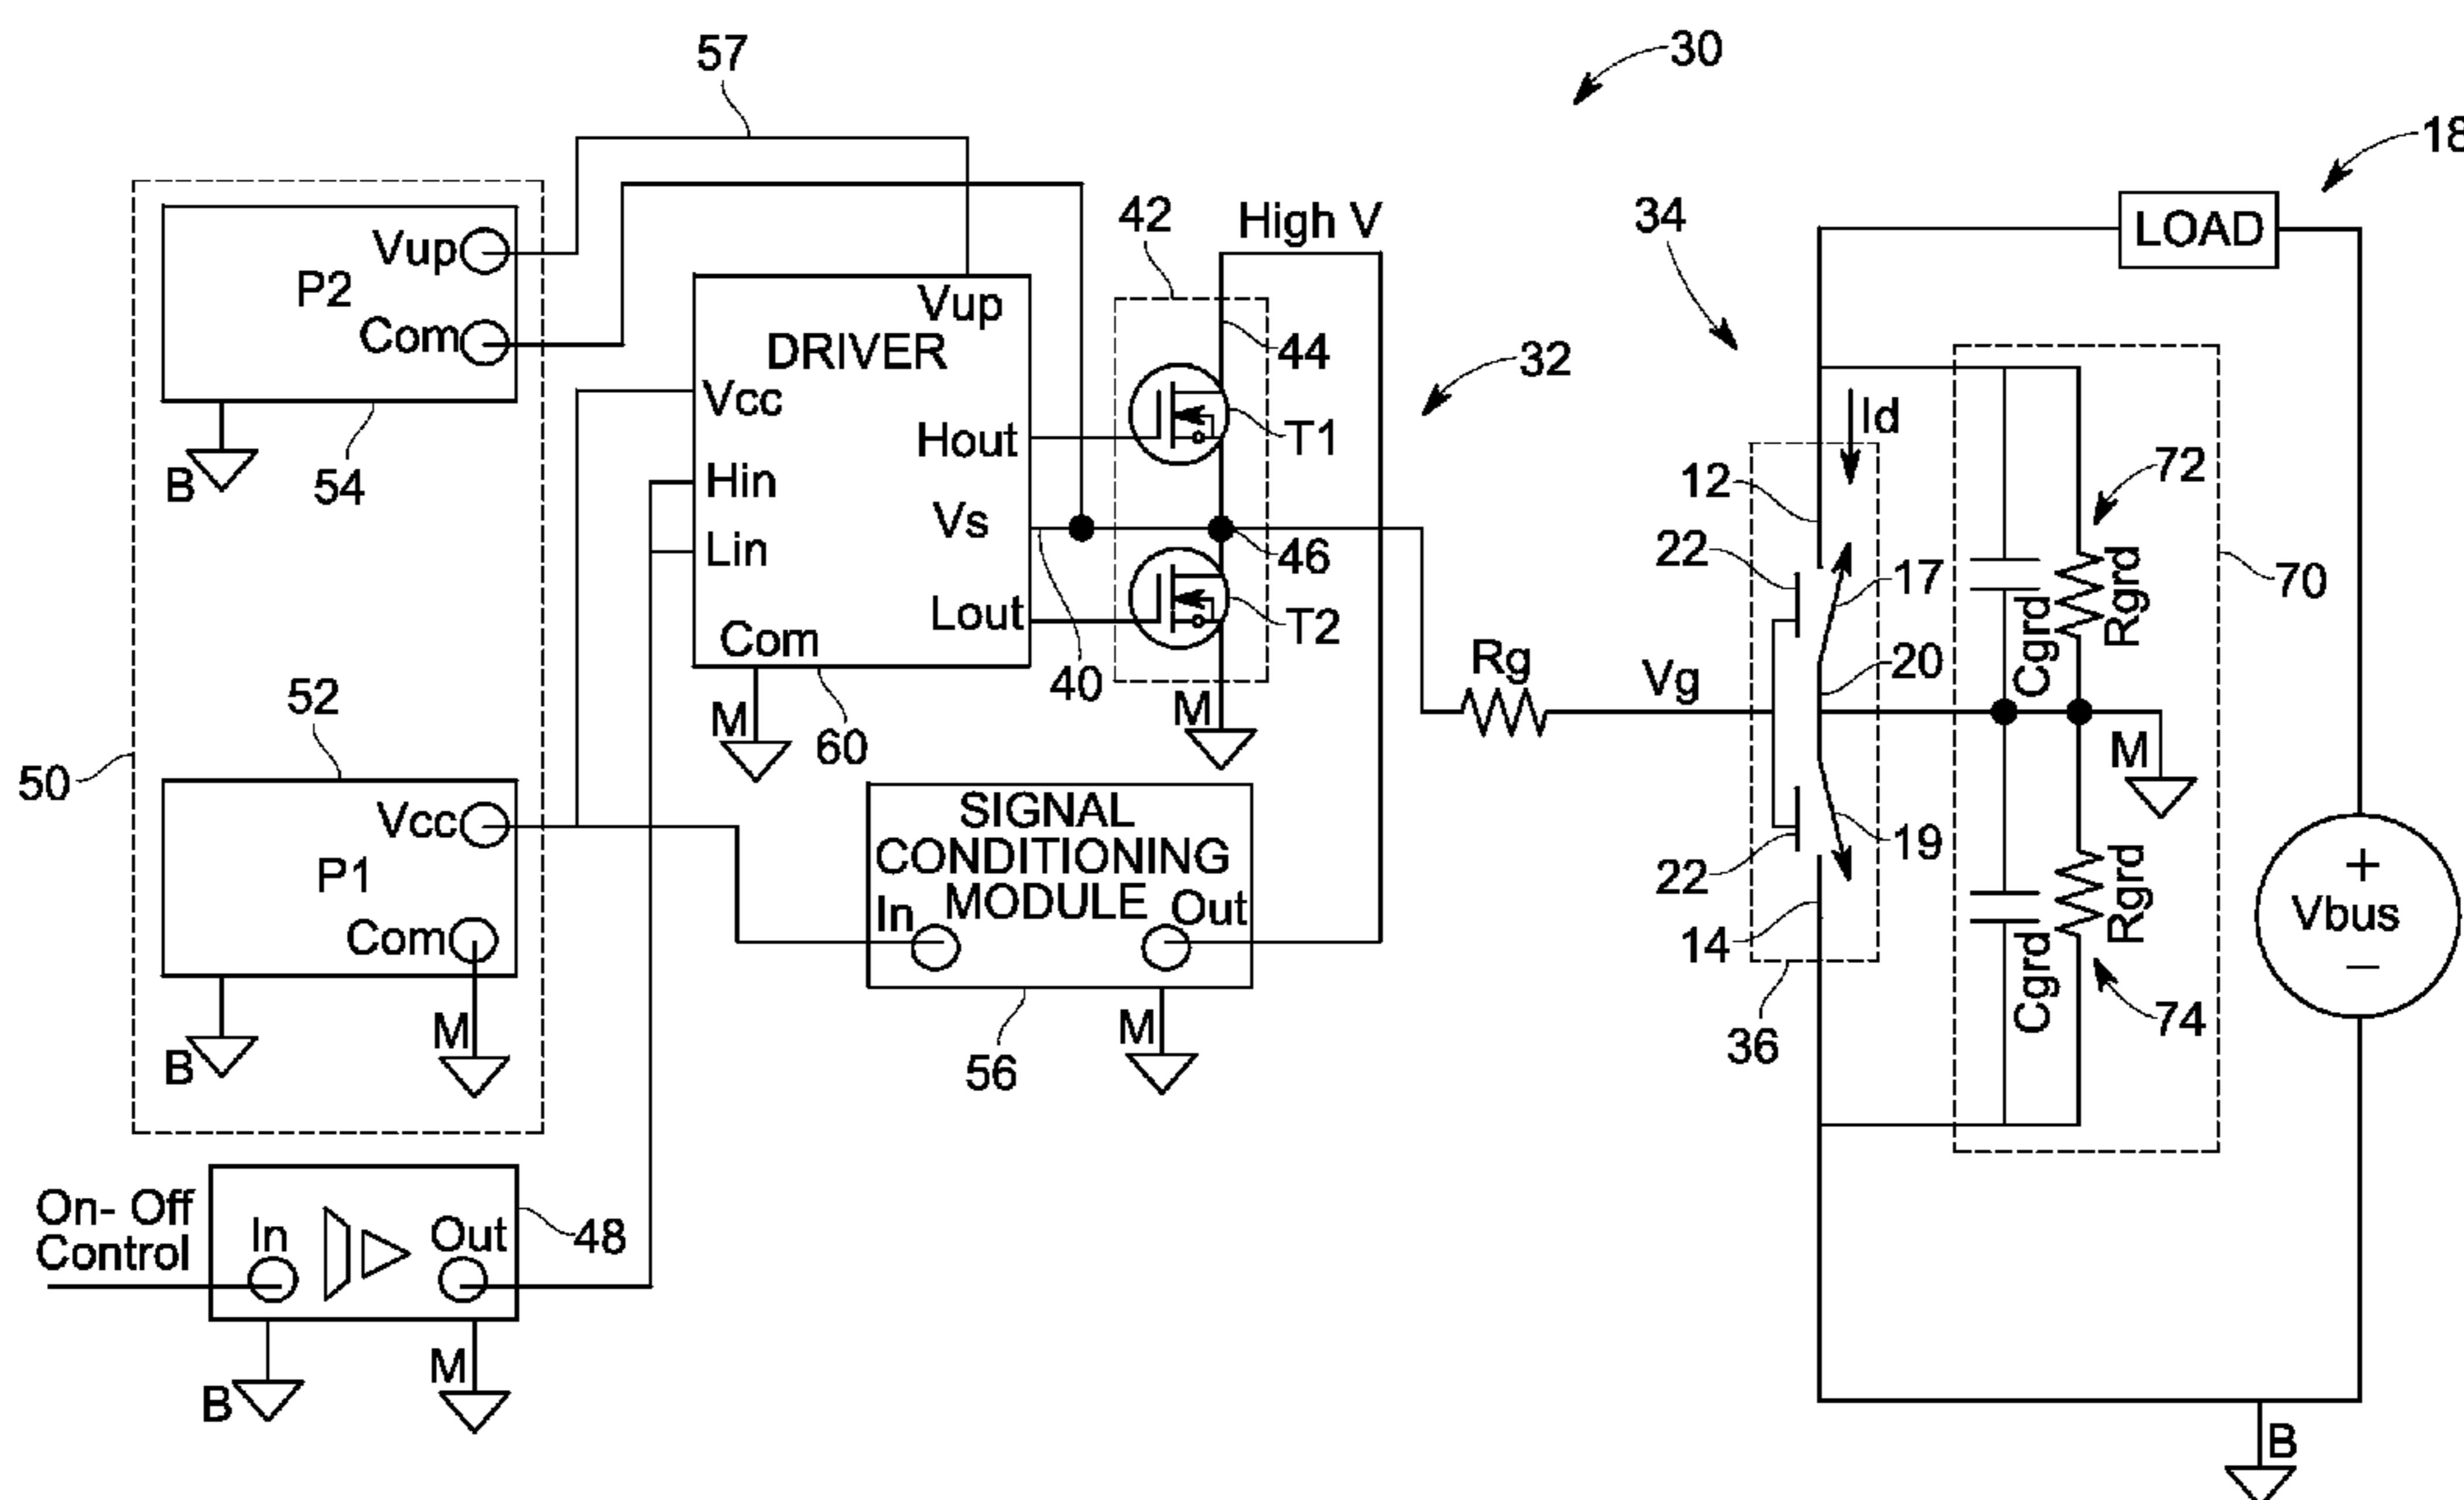 57
30
18
42
High V
34
LOAD
Vup
P2
Com
Vup
DRIVER
44
32
Vcc
Hout
T1
Id
12
72
B
54
Hin
Vs
46
22
17
70
Lin
Lout
T2
Cgrd
Rgrd
Com
40
Rg
Vg
20
52
M
60
M
M
50
Vcc
P1
Com
SIGNAL
CONDITIONING
MODULE
In
Out
22
19
14
Cgrd
Rgrd
+
Vbus
−
B
M
56
M
36
74
On- Off
Control
In
Out
48
B
M
B